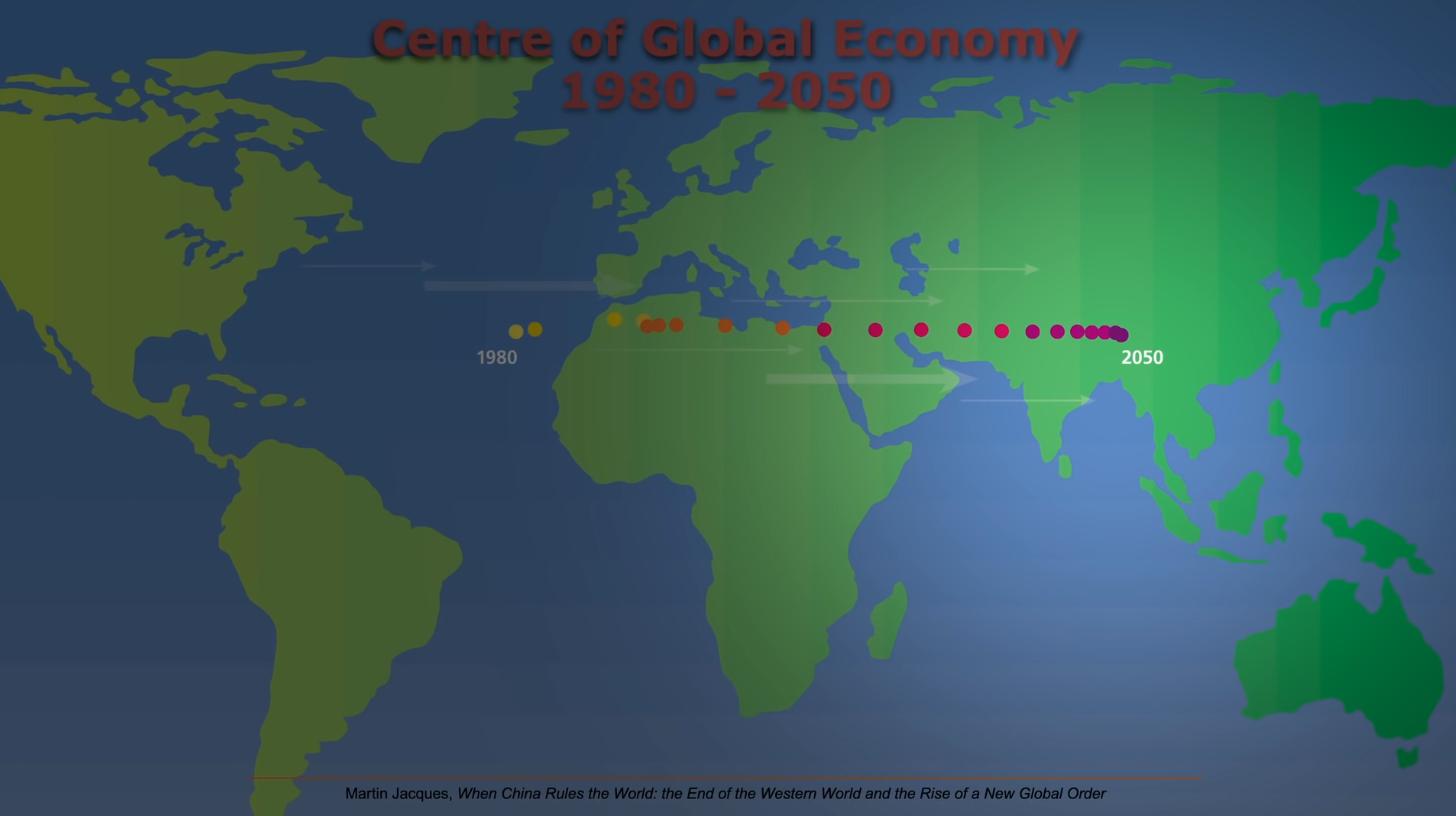 Centre of Global Economy
1980 - 2050
1980
2050
Martin Jacques, When China Rules the World: the End of the Western World and the Rise of a New Global Order